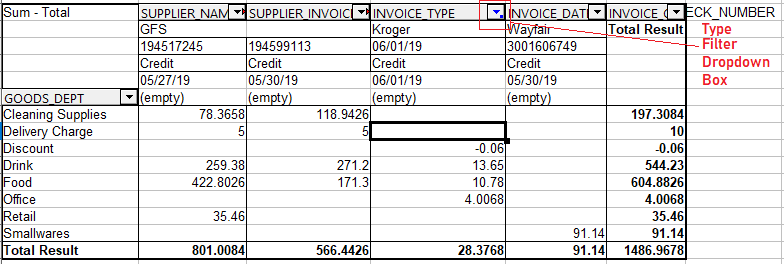 Sum - Total SUPPLIER_NAM SUPPLIER_INVOIC INVOICE_TYPE INVOICE_DATE INVOICE_C ECK_NUMBER Type
GFS Kroger Wayfair Total Result Filter
194517245 194599113 06/01/19 3001606749 Dropdown
Credit Credit Credit Credit Box
05/27/19 05/30/19 06/01/19 05/30/19
GOODS_DEPT (empty) (empty) (empty) (empty)
Cleaning Supplies 78.3658 118.9426 197.3084
Delivery Charge 5 5 10
Discount -0.06 -0.06
Drink 259.38 271.2 13.65 544.23
Food 422.8026 171.3 10.78 604.8826
Office 4.0068 4.0068
Retail 35.46 35.46
Smallwares 91.14 91.14
Total Result 801.0084 566.4426 28.3768 91.14 1486.9678